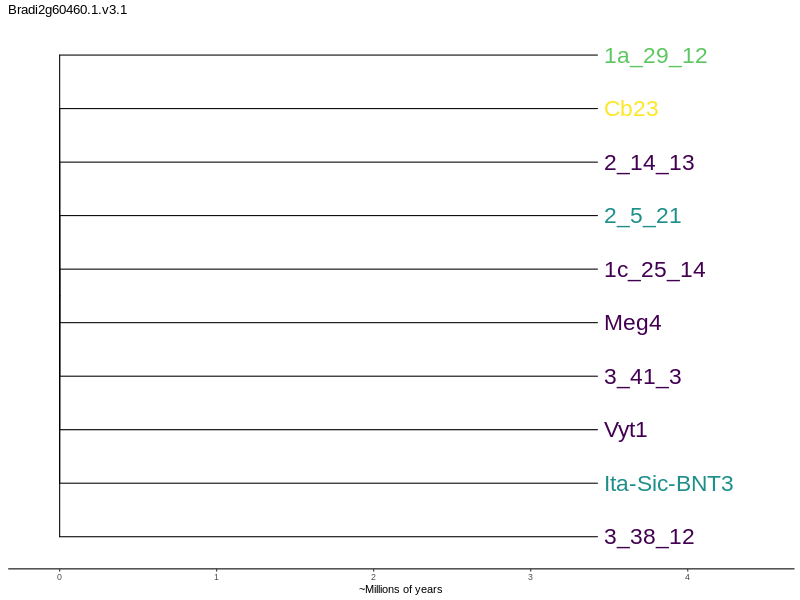 Bradi2g60460.1.v3.1
1a_29_12
Cb23
2_14_13
2_5_21
1c_25_14
Meg4
3_41_3
Vyt1
Ita-Sic-BNT3
3_38_12
0 1 2 3 4
~Millions of years